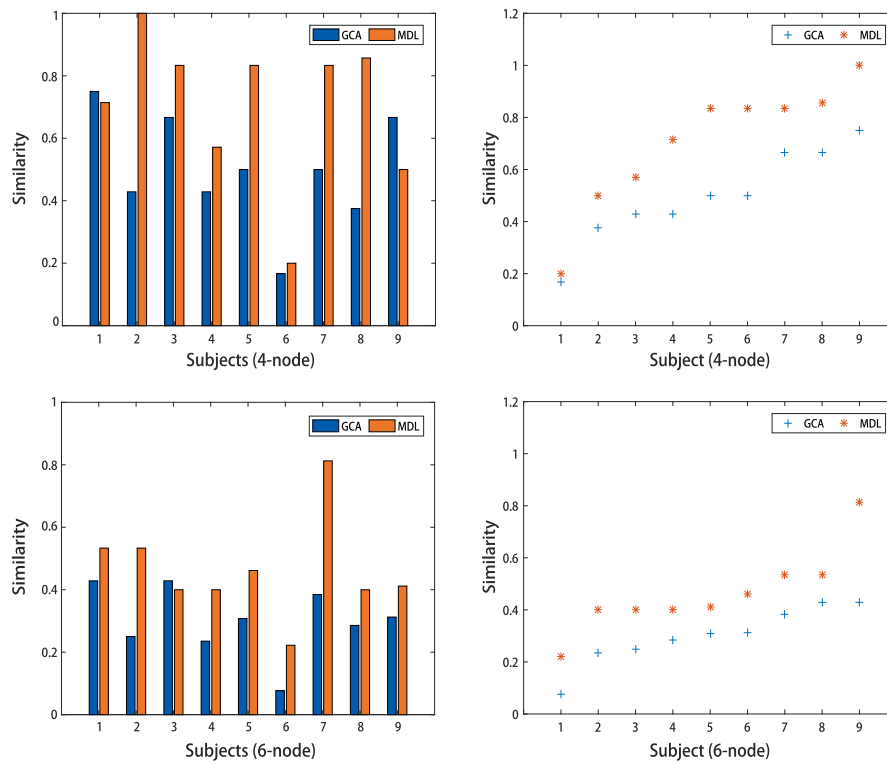 1
0.8
0.6
0.4
0.2
0
Similarity
GCA MDL
1 2 3 4 5 6 7 8 9
Subjects (4-node)
1.2
1
0.8
0.6
0.4
0.2
0
Similarity
GCA MDL
1 2 3 4 5 6 7 8 9
Subject (4-node)
1
0.8
0.6
0.4
0.2
0
Similarity
GCA MDL
1 2 3 4 5 6 7 8 9
Subjects (6-node)
1.2
1
0.8
0.6
0.4
0.2
0
Similarity
GCA MDL
1 2 3 4 5 6 7 8 9
Subject (6-node)